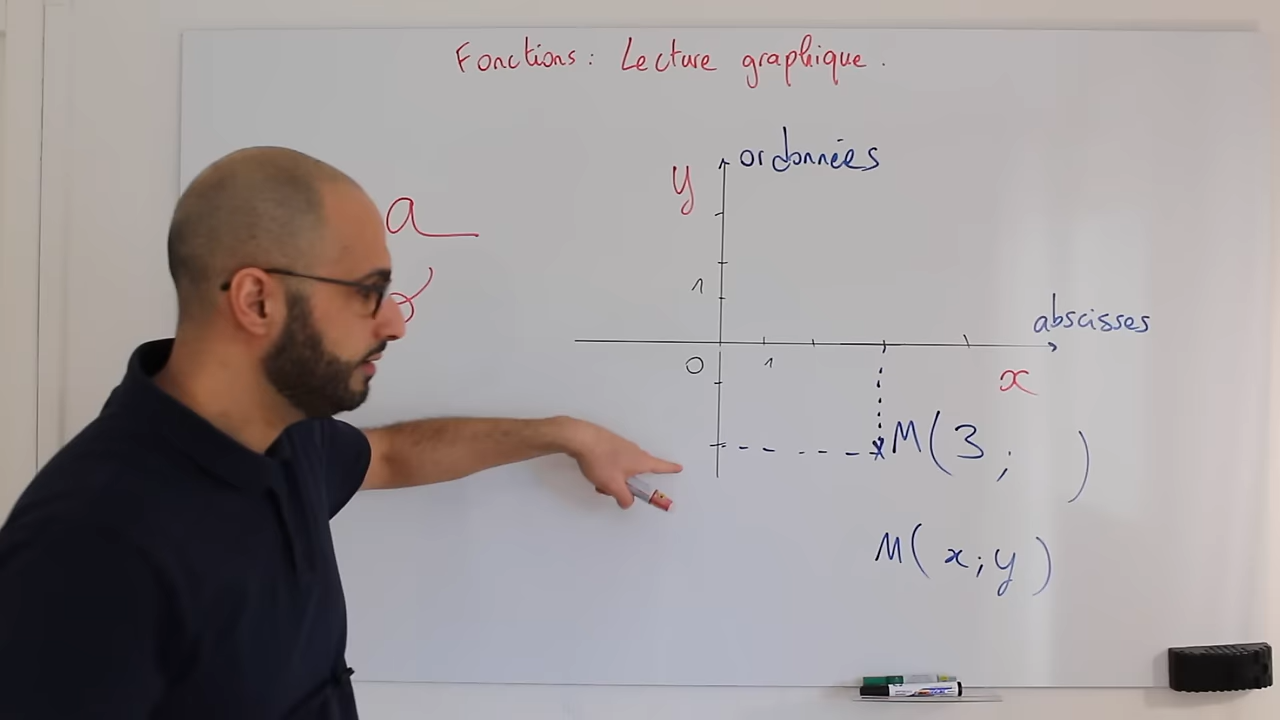 Fonctions : Lecture graphique.
ordonnées
y
a
1
abscisses
0
1
x
M(3 ; )
M(x;y)